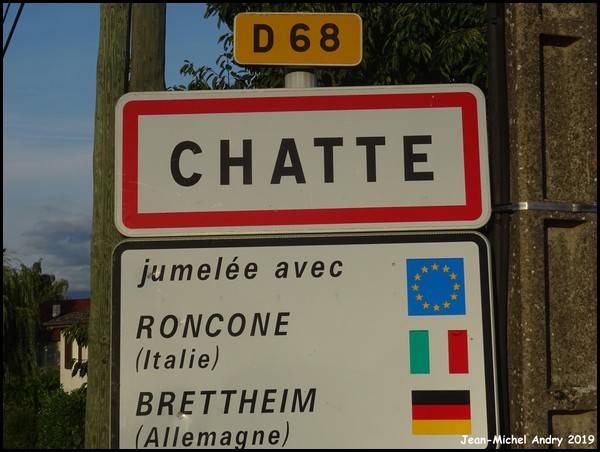 D 68
CHATTE
jumelée avec
RONCONE
(Italie)
BRETTHEIM
(Allemagne)
Jean-Michel Andry 2019